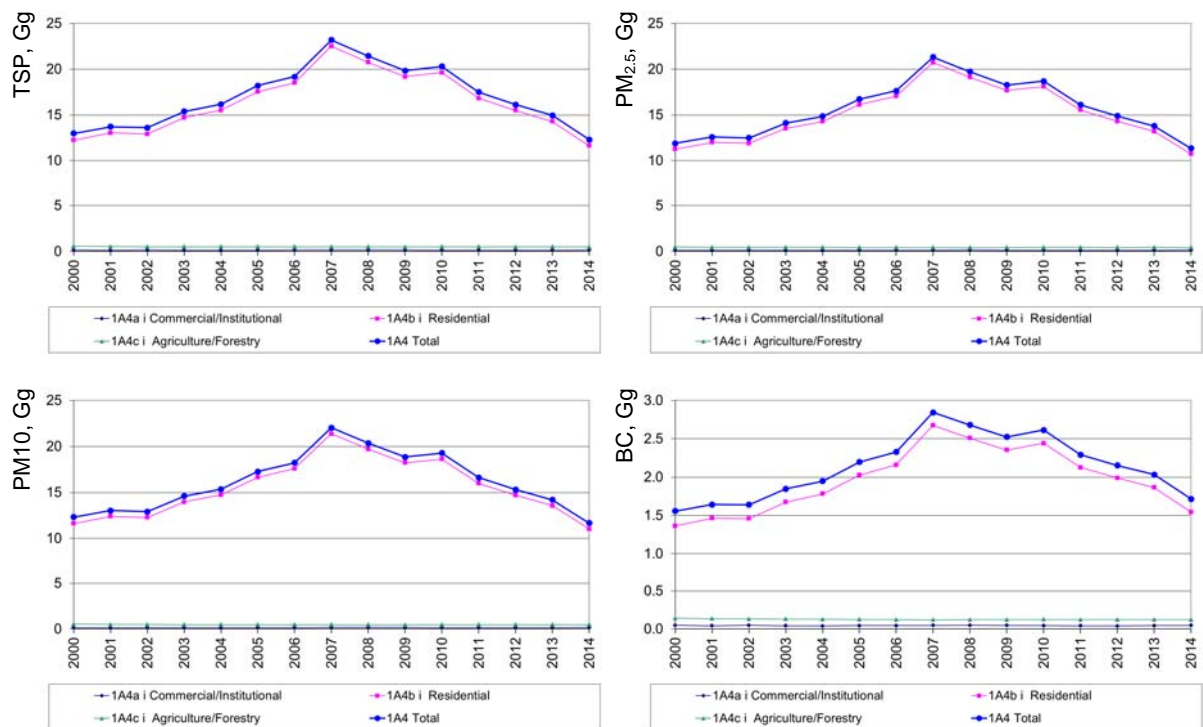 TSP, Gg
25
20
15
10
5
0
2000 2001 2002 2003 2004 2005 2006 2007 2008 2009 2010 2011 2012 2013 2014
1A4a i Commercial/Institutional 1A4b i Residential
1A4c i Agriculture/Forestry 1A4 Total
PM2.5, Gg
25
20
15
10
5
0
2000 2001 2002 2003 2004 2005 2006 2007 2008 2009 2010 2011 2012 2013 2014
1A4a i Commercial/Institutional 1A4b i Residential
1A4c i Agriculture/Forestry 1A4 Total
PM10, Gg
25
20
15
10
5
0
2000 2001 2002 2003 2004 2005 2006 2007 2008 2009 2010 2011 2012 2013 2014
1A4a i Commercial/Institutional 1A4b i Residential
1A4c i Agriculture/Forestry 1A4 Total
BC, Gg
3.0
2.5
2.0
1.5
1.0
0.5
0.0
2000 2001 2002 2003 2004 2005 2006 2007 2008 2009 2010 2011 2012 2013 2014
1A4a i Commercial/Institutional 1A4b i Residential
1A4c i Agriculture/Forestry 1A4 Total